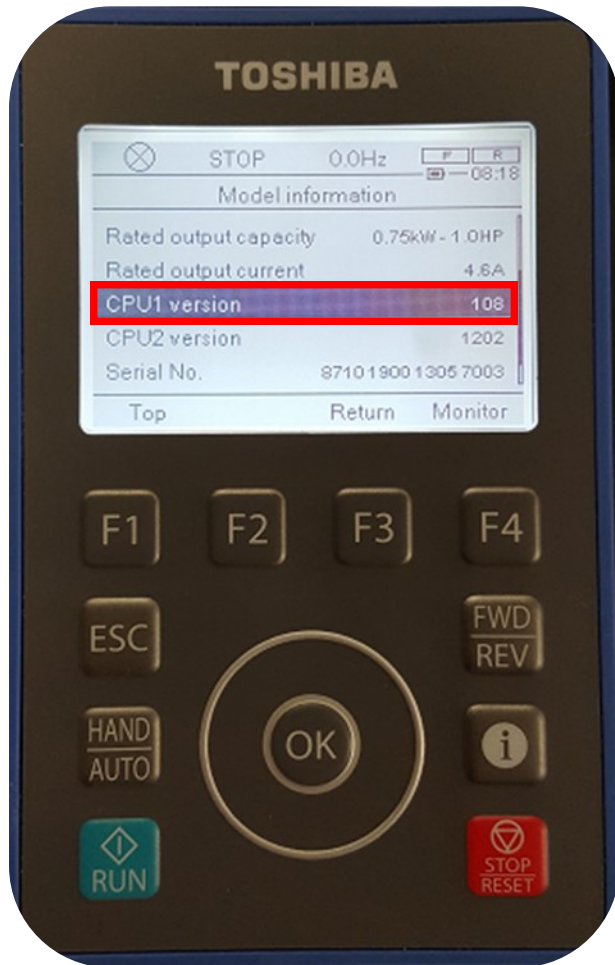 TOSHIBA
STOP 0.0Hz F R
08:18
Model information
Rated output capacity 0.75kW-1.0HP
Rated output current 4.6A
CPU1 version 108
CPU2 version 1202
Serial No. 8710 1900 1305 7003
Top Return Monitor
F1 F2 F3 F4
ESC FWD
REV
HAND
AUTO OK i
RUN STOP
RESET